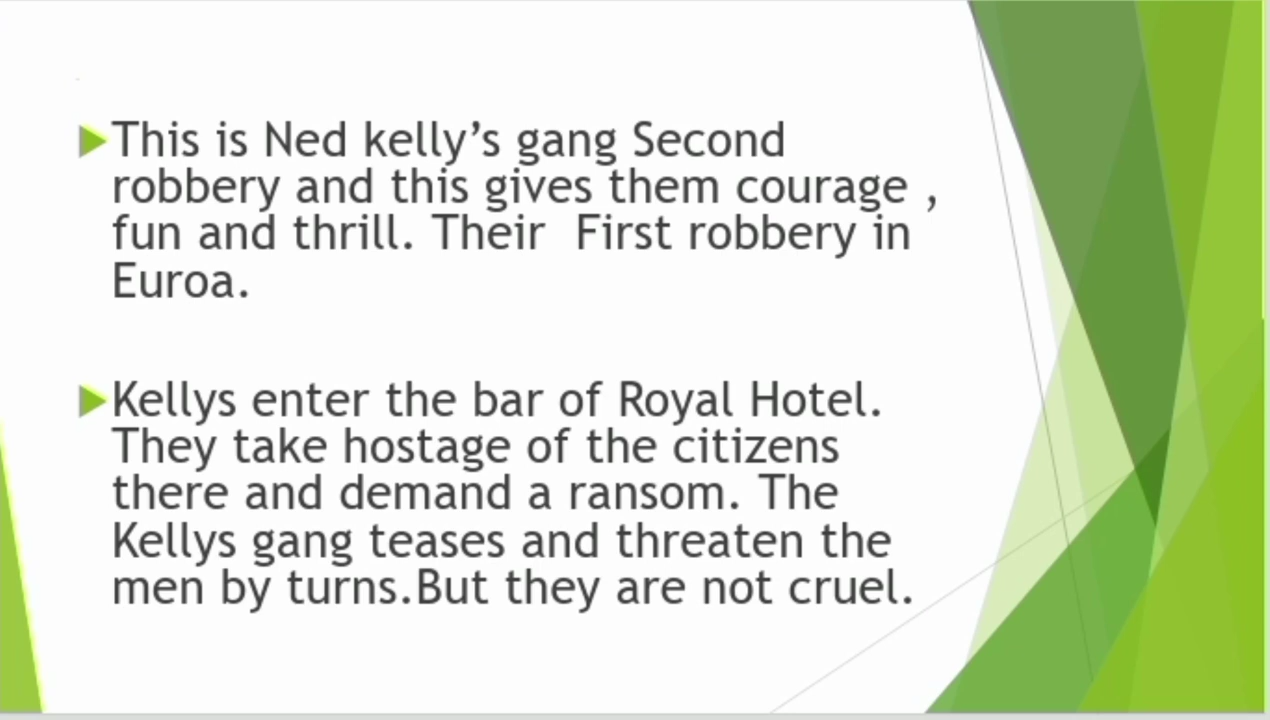 This is Ned kelly’s gang Second
robbery and this gives them courage ,
fun and thrill. Their  First robbery in
Euroa.
Kellys enter the bar of Royal Hotel.
They take hostage of the citizens
there and demand a ransom. The
Kellys gang teases and threaten the
men by turns.But they are not cruel.